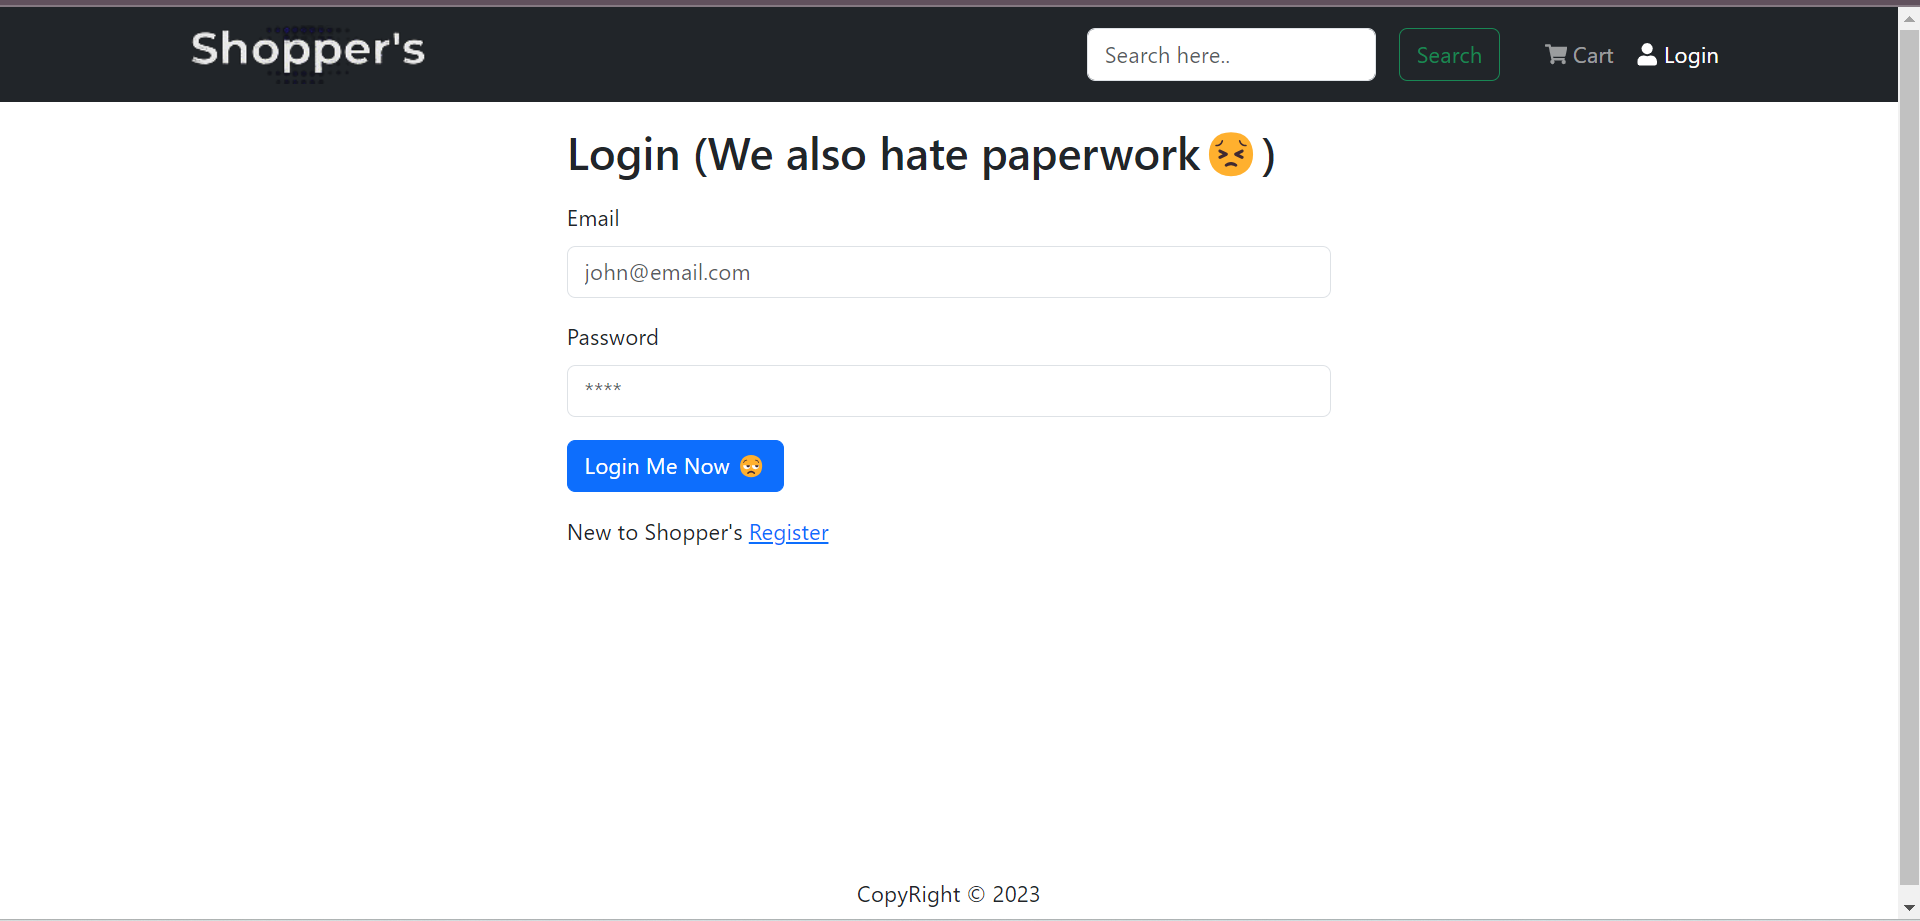 Shopper's
Search here.. Search Cart Login
Login (We also hate paperwork😣)
Email
john@email.com
Password
****
Login Me Now 😒
New to Shopper's Register
CopyRight © 2023